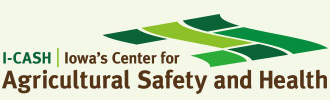 I-CASH | Iowa's Center for
Agricultural Safety and Health